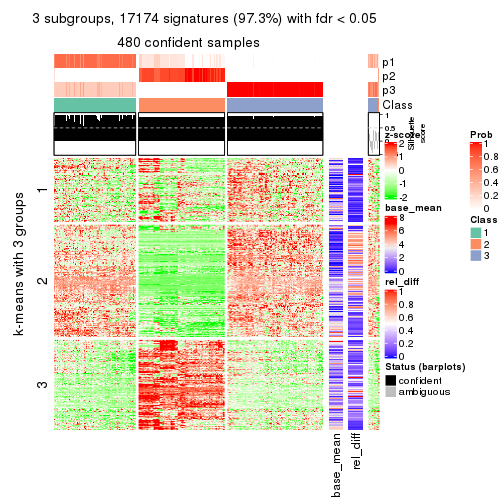 3 subgroups, 17174 signatures (97.3%) with fdr < 0.05
480 confident samples
p1
p2
p3
Class
1
0.5
0
Silhouette
score
k-means with 3 groups
1
2
3
base_mean
rel_diff
z-score
2
1
0
-1
-2
base_mean
8
6
4
2
0
rel_diff
1
0.8
0.6
0.4
0.2
0
Status (barplots)
confident
ambiguous
Prob
1
0.8
0.6
0.4
0.2
0
Class
1
2
3